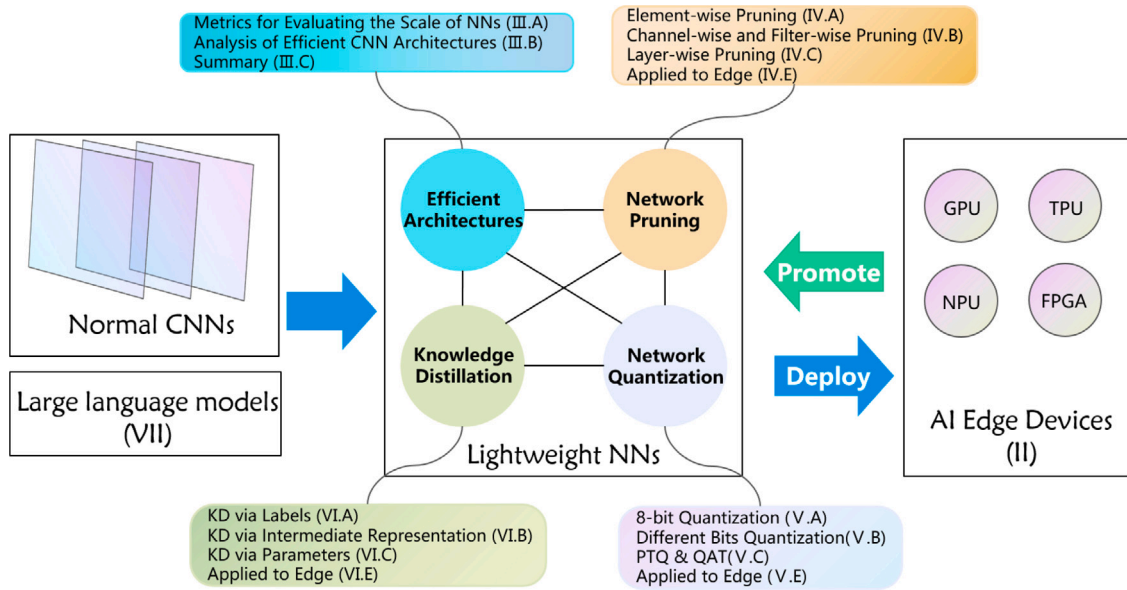 Metrics for Evaluating the Scale of NNs (Ⅲ.A)
Analysis of Efficient CNN Architectures (Ⅲ.B)
Summary (Ⅲ.C)
Element-wise Pruning (Ⅳ.A)
Channel-wise and Filter-wise Pruning (Ⅳ.B)
Layer-wise Pruning (Ⅳ.C)
Applied to Edge (Ⅳ.E)
Normal CNNs
Large language models
(VII)
Efficient
Architectures
Network
Pruning
Knowledge
Distillation
Network
Quantization
Lightweight NNs
Promote
Deploy
GPU
TPU
NPU
FPGA
AI Edge Devices
(II)
KD via Labels (Ⅵ.A)
KD via Intermediate Representation (Ⅵ.B)
KD via Parameters (Ⅵ.C)
Applied to Edge (Ⅵ.E)
8-bit Quantization (Ⅴ.A)
Different Bits Quantization(Ⅴ.B)
PTQ & QAT(Ⅴ.C)
Applied to Edge (Ⅴ.E)